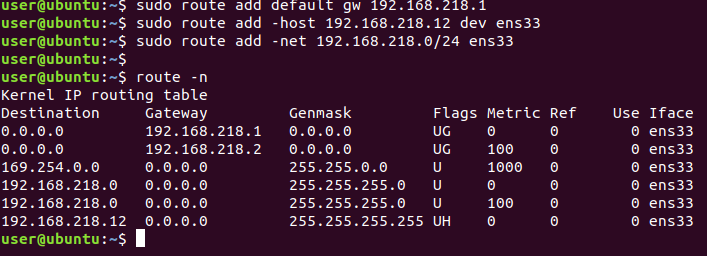 user@ubuntu:~$ sudo route add default gw 192.168.218.1
user@ubuntu:~$ sudo route add -host 192.168.218.12 dev ens33
user@ubuntu:~$ sudo route add -net 192.168.218.0/24 ens33
user@ubuntu:~$
user@ubuntu:~$ route -n
Kernel IP routing table
Destination     Gateway         Genmask         Flags Metric Ref    Use Iface
0.0.0.0         192.168.218.1   0.0.0.0         UG    0      0        0 ens33
0.0.0.0         192.168.218.2   0.0.0.0         UG    100    0        0 ens33
169.254.0.0     0.0.0.0         255.255.0.0     U     1000   0        0 ens33
192.168.218.0   0.0.0.0         255.255.255.0   U     0      0        0 ens33
192.168.218.0   0.0.0.0         255.255.255.0   U     100    0        0 ens33
192.168.218.12  0.0.0.0         255.255.255.255 UH    0      0        0 ens33
user@ubuntu:~$